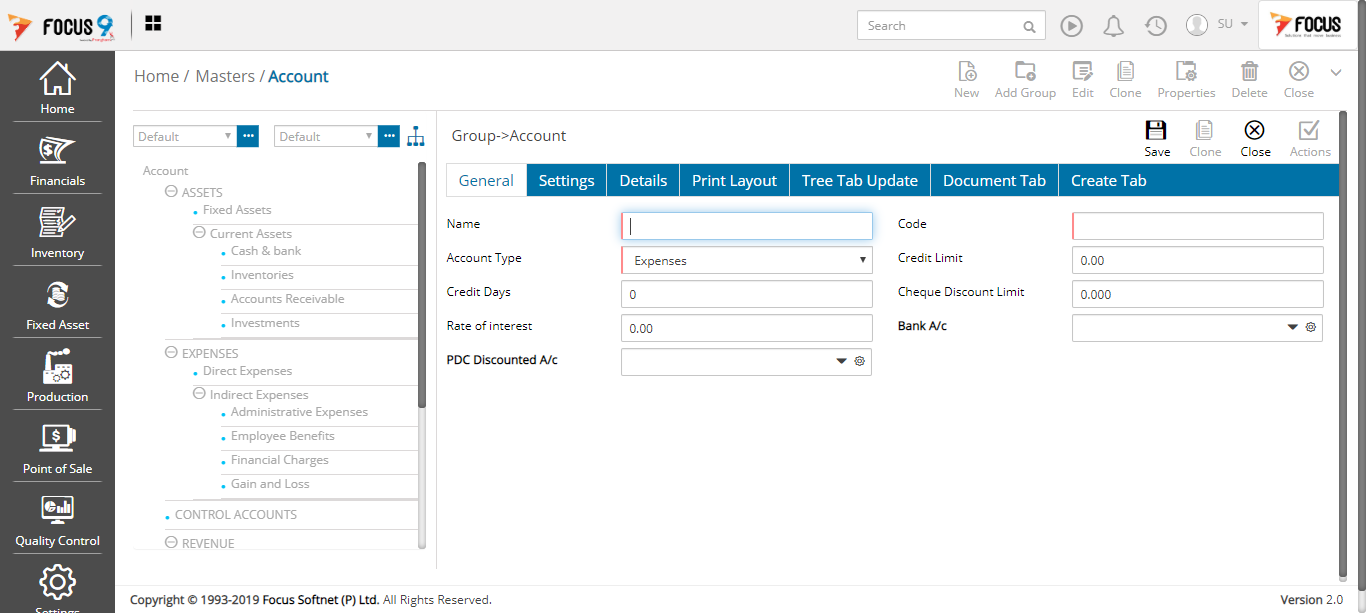 FOCUS 9
Search
SU
FOCUS
Home
Financials
Inventory
Fixed Asset
Production
Point of Sale
Quality Control
Settings
Home / Masters / Account
New
Add Group
Edit
Clone
Properties
Delete
Close
Default
Default
Account
ASSETS
Fixed Assets
Current Assets
Cash & bank
Inventories
Accounts Receivable
Investments
EXPENSES
Direct Expenses
Indirect Expenses
Administrative Expenses
Employee Benefits
Financial Charges
Gain and Loss
CONTROL ACCOUNTS
REVENUE
Group->Account
Save
Clone
Close
Actions
General
Settings
Details
Print Layout
Tree Tab Update
Document Tab
Create Tab
Name
Code
Account Type
Expenses
Credit Limit
0.00
Credit Days
0
Cheque Discount Limit
0.000
Rate of interest
0.00
Bank A/c
PDC Discounted A/c
Copyright © 1993-2019 Focus Softnet (P) Ltd. All Rights Reserved.
Version 2.0